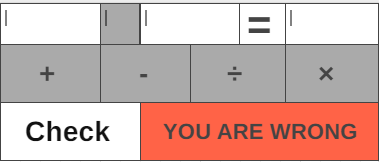 =
+ - ÷ ×
Check YOU ARE WRONG